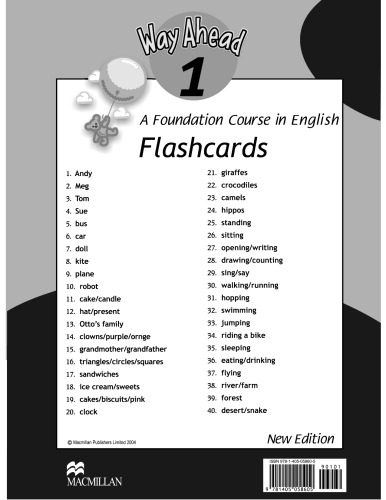 Way Ahead
1
A Foundation Course in English
Flashcards
1. Andy
2. Meg
3. Tom
4. Sue
5. bus
6. car
7. doll
8. kite
9. plane
10. robot
11. cake/candle
12. hat/present
13. Otto's family
14. clowns/purple/ornge
15. grandmother/grandfather
16. triangles/circles/squares
17. sandwiches
18. ice cream/sweets
19. cakes/biscuits/pink
20. clock
21. giraffes
22. crocodiles
23. camels
24. hippos
25. standing
26. sitting
27. opening/writing
28. drawing/counting
29. sing/say
30. walking/running
31. hopping
32. swimming
33. jumping
34. riding a bike
35. sleeping
36. eating/drinking
37. flying
38. river/farm
39. forest
40. desert/snake
© Macmillan Publishers Limited 2004
New Edition
MACMILLAN
ISBN 978-1-405-05860-5
90101
9 781405 058605